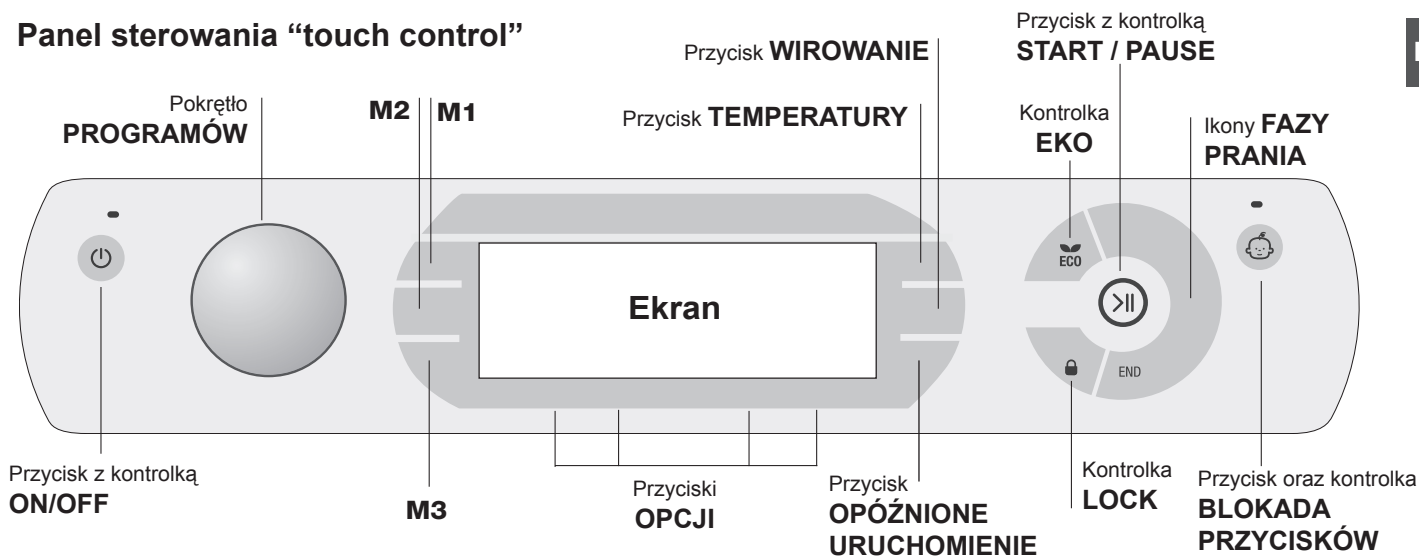 Panel sterowania “touch control”
Przycisk z kontrolką
START / PAUSE
Przycisk WIROWANIE
Pokrętło
PROGRAMÓW
M2
M1
Przycisk TEMPERATURY
Kontrolka
EKO
Ikony FAZY
PRANIA
ECO
Ekran
END
Przycisk z kontrolką
ON/OFF
M3
Przyciski
OPCJI
Przycisk
OPÓŹNIONE
URUCHOMIENIE
Kontrolka
LOCK
Przycisk oraz kontrolka
BLOKADA
PRZYCISKÓW